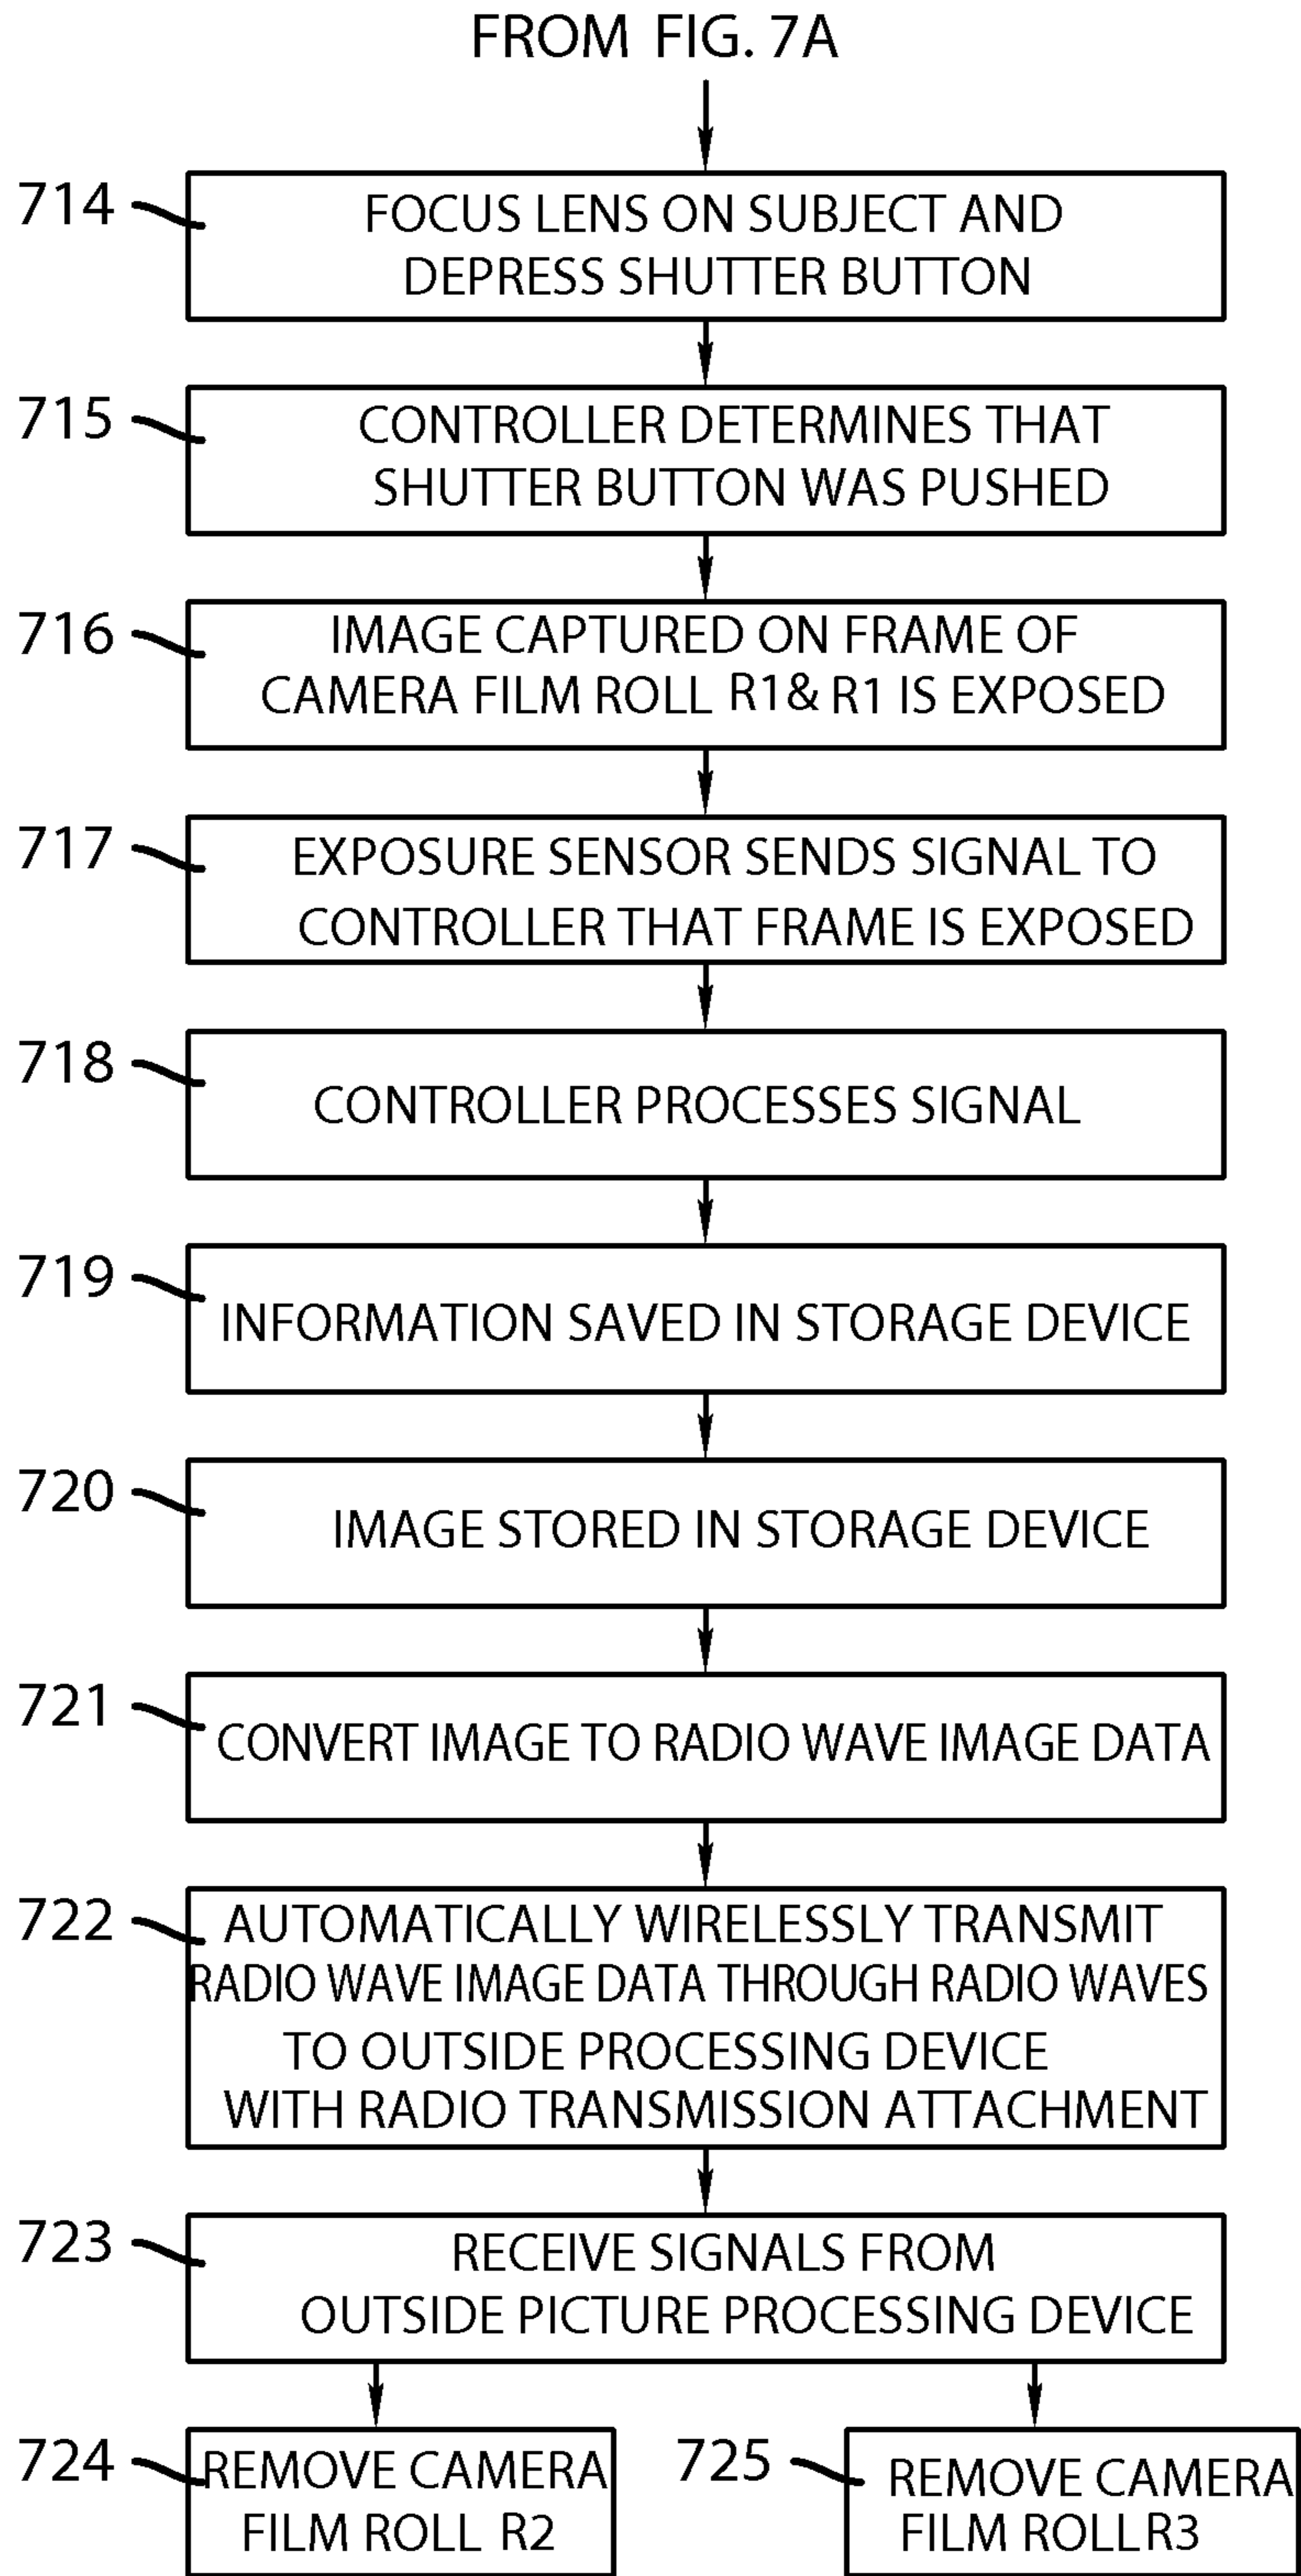 FROM FIG. 7A
714
FOCUS LENS ON SUBJECT AND
DEPRESS SHUTTER BUTTON
715
CONTROLLER DETERMINES THAT
SHUTTER BUTTON WAS PUSHED
716
IMAGE CAPTURED ON FRAME OF
CAMERA FILM ROLL R1& R1 IS EXPOSED
717
EXPOSURE SENSOR SENDS SIGNAL TO
CONTROLLER THAT FRAME IS EXPOSED
718
CONTROLLER PROCESSES SIGNAL
719
INFORMATION SAVED IN STORAGE DEVICE
720
IMAGE STORED IN STORAGE DEVICE
721
CONVERT IMAGE TO RADIO WAVE IMAGE DATA
722
AUTOMATICALLY WIRELESSLY TRANSMIT
RADIO WAVE IMAGE DATA THROUGH RADIO WAVES
TO OUTSIDE PROCESSING DEVICE
WITH RADIO TRANSMISSION ATTACHMENT
723
RECEIVE SIGNALS FROM
OUTSIDE PICTURE PROCESSING DEVICE
724
REMOVE CAMERA
FILM ROLL R2
725
REMOVE CAMERA
FILM ROLL R3